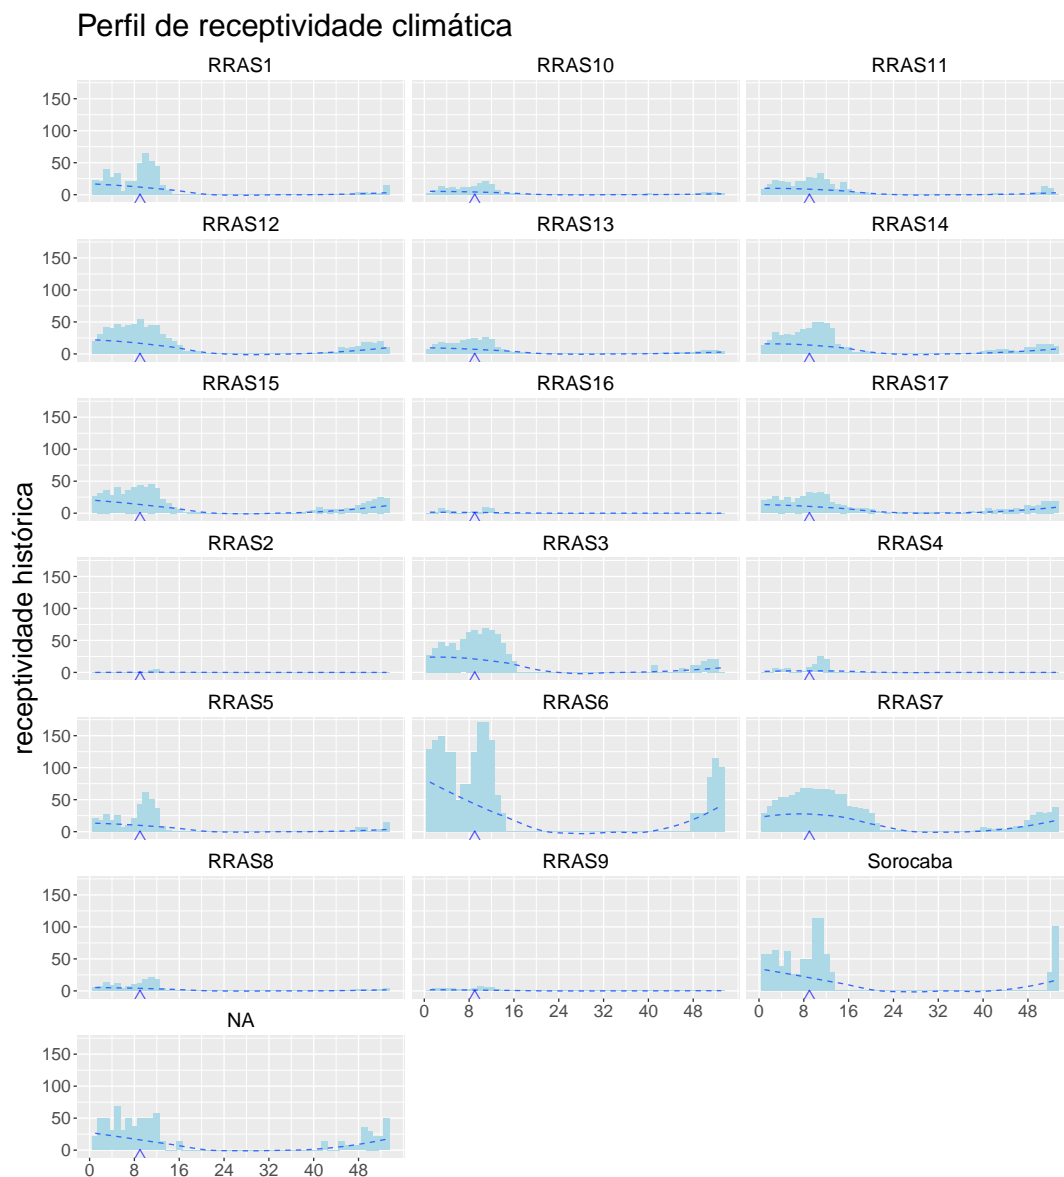 Perfil de receptividade climática
receptividade histórica
RRAS1 RRAS10 RRAS11
150
100
50
0
RRAS12 RRAS13 RRAS14
150
100
50
0
RRAS15 RRAS16 RRAS17
150
100
50
0
RRAS2 RRAS3 RRAS4
150
100
50
0
RRAS5 RRAS6 RRAS7
150
100
50
0
RRAS8 RRAS9 Sorocaba
150
100
50
0
0 8 16 24 32 40 48 0 8 16 24 32 40 48
NA
150
100
50
0
0 8 16 24 32 40 48